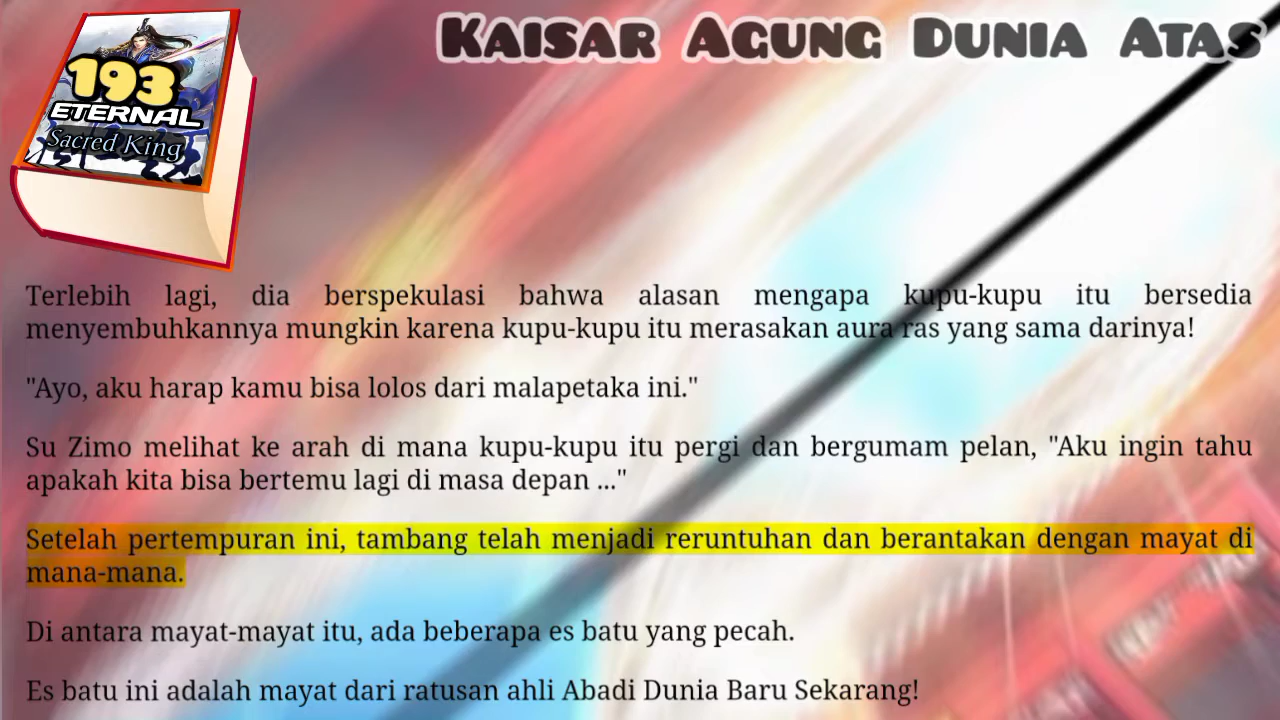 KAISAR AGUNG DUNIA ATAS
193
ETERNAL
Sacred King
Terlebih lagi, dia berspekulasi bahwa alasan mengapa kupu-kupu itu bersedia
menyembuhkannya mungkin karena kupu-kupu itu merasakan aura ras yang sama darinya!
"Ayo, aku harap kamu bisa lolos dari malapetaka ini."
Su Zimo melihat ke arah di mana kupu-kupu itu pergi dan bergumam pelan, "Aku ingin tahu
apakah kita bisa bertemu lagi di masa depan ..."
Setelah pertempuran ini, tambang telah menjadi reruntuhan dan berantakan dengan mayat di
mana-mana.
Di antara mayat-mayat itu, ada beberapa es batu yang pecah.
Es batu ini adalah mayat dari ratusan ahli Abadi Dunia Baru Sekarang!